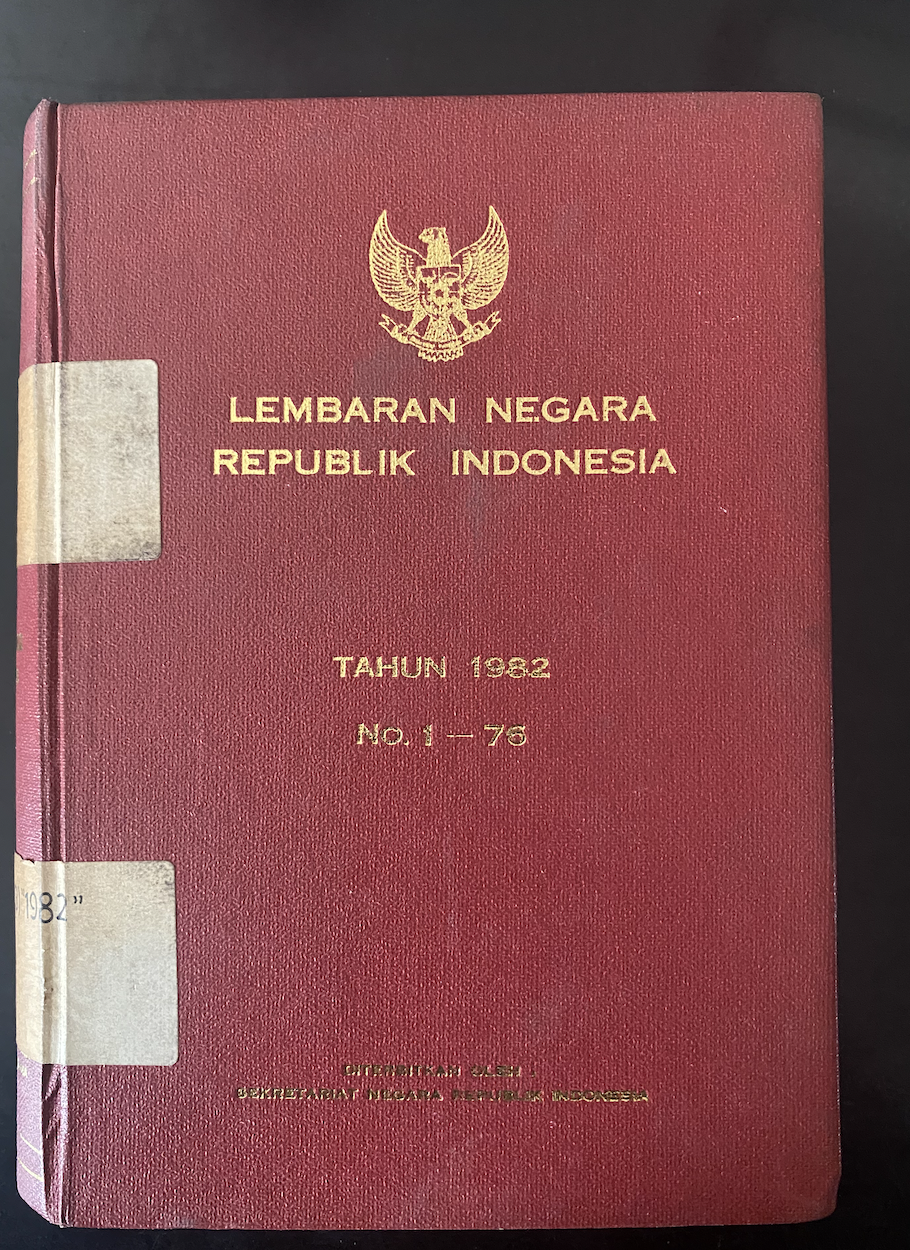 LEMBARAN NEGARA
REPUBLIK INDONESIA
TAHUN 1982
No. 1 — 76
1982”
DITERBITKAN OLEH :
SEKRETARIAT NEGARA REPUBLIK INDONESIA